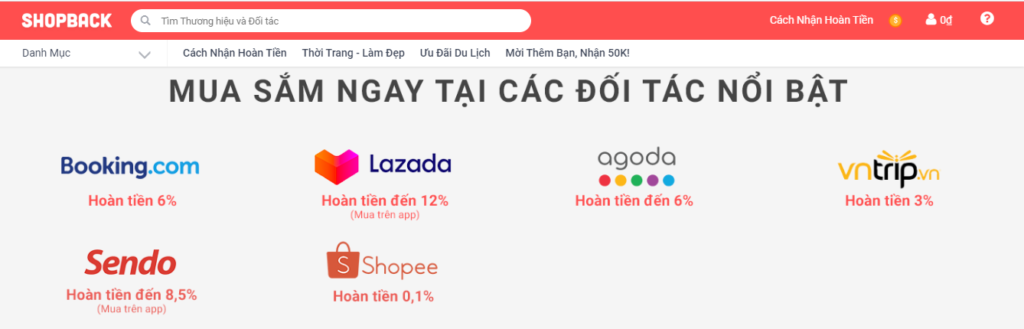 SHOPBACK
Tìm Thương hiệu và Đối tác
Cách Nhận Hoàn Tiền
$
0₫
?
Danh Mục
Cách Nhận Hoàn Tiền
Thời Trang - Làm Đẹp
Ưu Đãi Du Lịch
Mời Thêm Bạn, Nhận 50K!
MUA SẮM NGAY TẠI CÁC ĐỐI TÁC NỔI BẬT
Booking.com
Hoàn tiền 6%
Lazada
Hoàn tiền đến 12%
(Mua trên app)
agoda
Hoàn tiền đến 6%
vntrip.vn
Hoàn tiền 3%
Sendo
Hoàn tiền đến 8,5%
(Mua trên app)
S Shopee
Hoàn tiền 0,1%